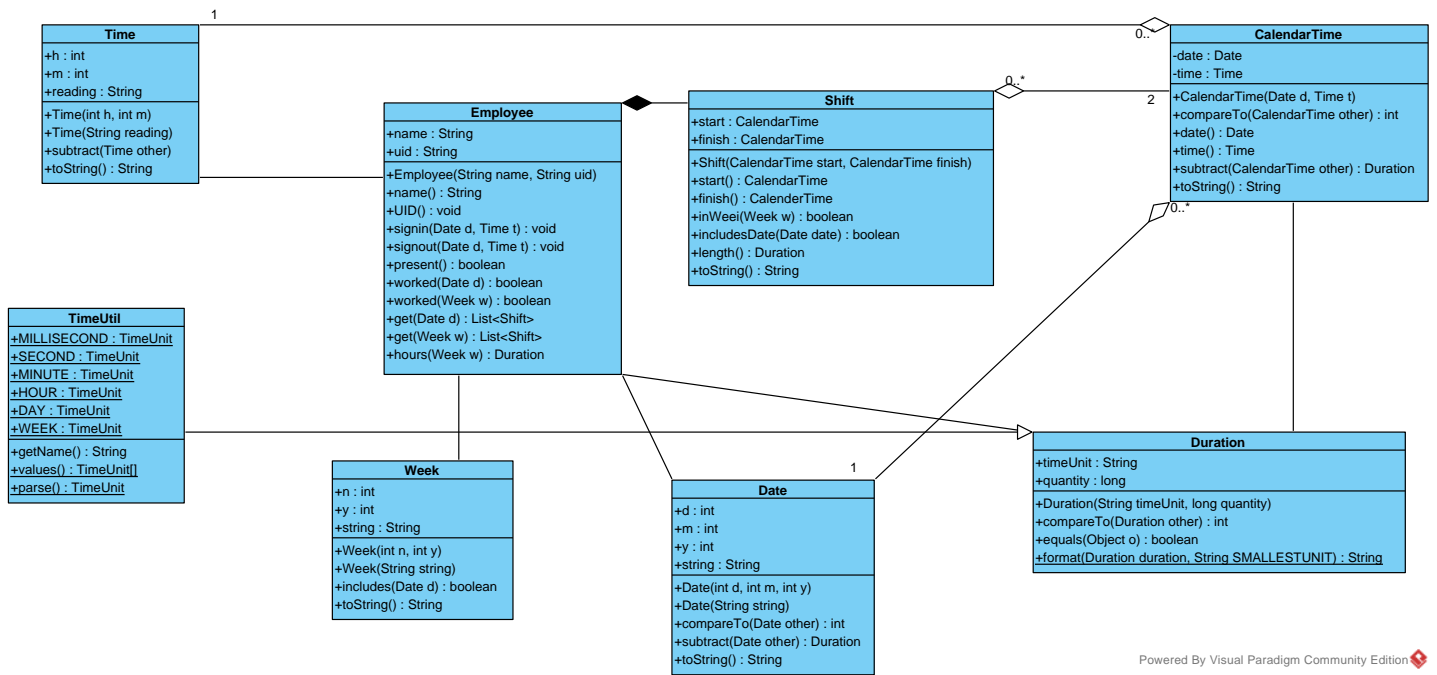 1
Time
+h : int
+m : int
+reading : String
+Time(int h, int m)
+Time(String reading)
+subtract(Time other)
+toString() : String
0..*
CalendarTime
-date : Date
-time : Time
+CalendarTime(Date d, Time t)
+compareTo(CalendarTime other) : int
+date() : Date
+time() : Time
+subtract(CalendarTime other) : Duration
+toString() : String
0..*
0..*
2
Shift
+start : CalendarTime
+finish : CalendarTime
+Shift(CalendarTime start, CalendarTime finish)
+start() : CalendarTime
+finish() : CalenderTime
+inWeei(Week w) : boolean
+includesDate(Date date) : boolean
+length() : Duration
+toString() : String
Employee
+name : String
+uid : String
+Employee(String name, String uid)
+name() : String
+UID() : void
+signin(Date d, Time t) : void
+signout(Date d, Time t) : void
+present() : boolean
+worked(Date d) : boolean
+worked(Week w) : boolean
+get(Date d) : List<Shift>
+get(Week w) : List<Shift>
+hours(Week w) : Duration
TimeUtil
+MILLISECOND : TimeUnit
+SECOND : TimeUnit
+MINUTE : TimeUnit
+HOUR : TimeUnit
+DAY : TimeUnit
+WEEK : TimeUnit
+getName() : String
+values() : TimeUnit[]
+parse() : TimeUnit
Week
+n : int
+y : int
+string : String
+Week(int n, int y)
+Week(String string)
+includes(Date d) : boolean
+toString() : String
1
Date
+d : int
+m : int
+y : int
+string : String
+Date(int d, int m, int y)
+Date(String string)
+compareTo(Date other) : int
+subtract(Date other) : Duration
+toString() : String
Duration
+timeUnit : String
+quantity : long
+Duration(String timeUnit, long quantity)
+compareTo(Duration other) : int
+equals(Object o) : boolean
+format(Duration duration, String SMALLESTUNIT) : String
Powered By Visual Paradigm Community Edition